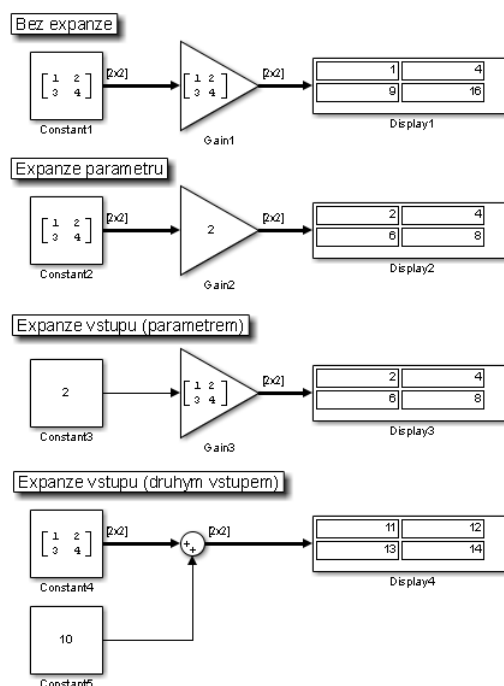 Bez expanze
[2x2] [2x2]
1 2 1 2 1 4
3 4 3 4 9 16
Constant1 Gain1 Display1
Expanze parametru
[2x2] [2x2]
1 2 2 2 4
3 4 6 8
Constant2 Gain2 Display2
Expanze vstupu (parametrem)
[2x2]
2 1 2 2 4
3 4 6 8
Constant3 Gain3 Display3
Expanze vstupu (druhym vstupem)
[2x2] [2x2]
1 2 + 11 12
3 4 + 13 14
Constant4 Display4
10
Constant5